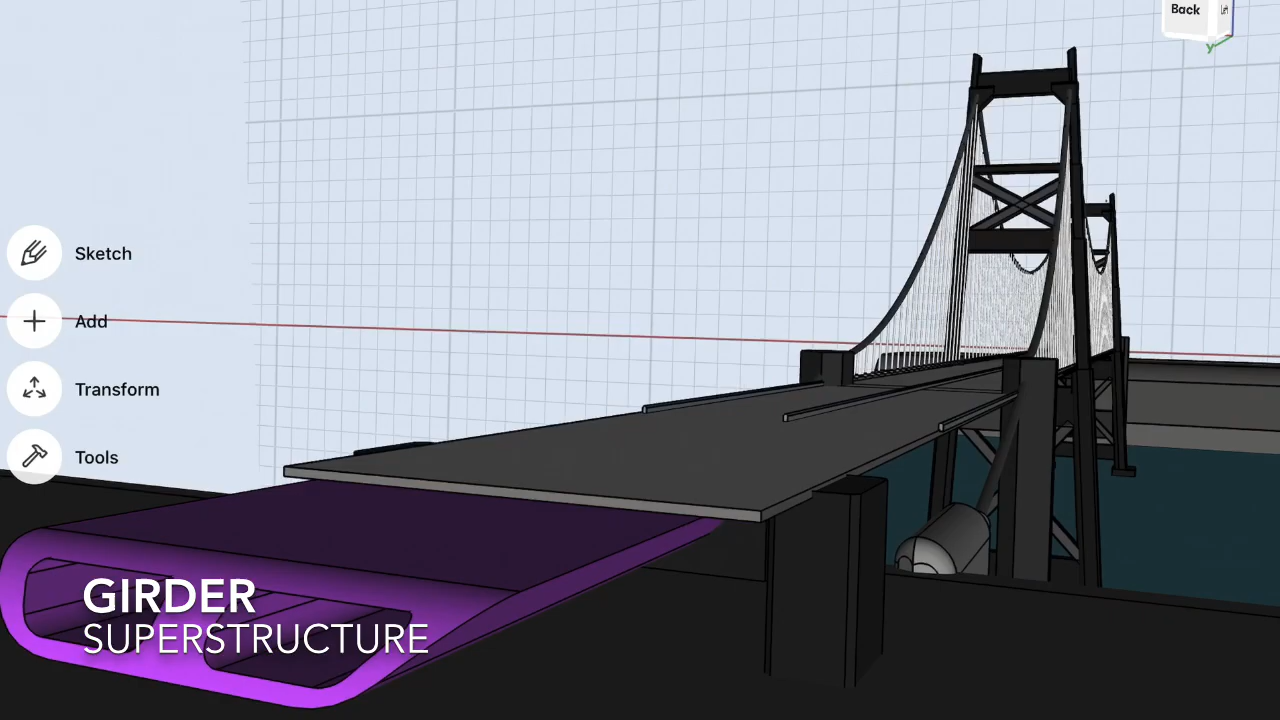 Back
Sketch
Add
Transform
Tools
GIRDER
SUPERSTRUCTURE
y